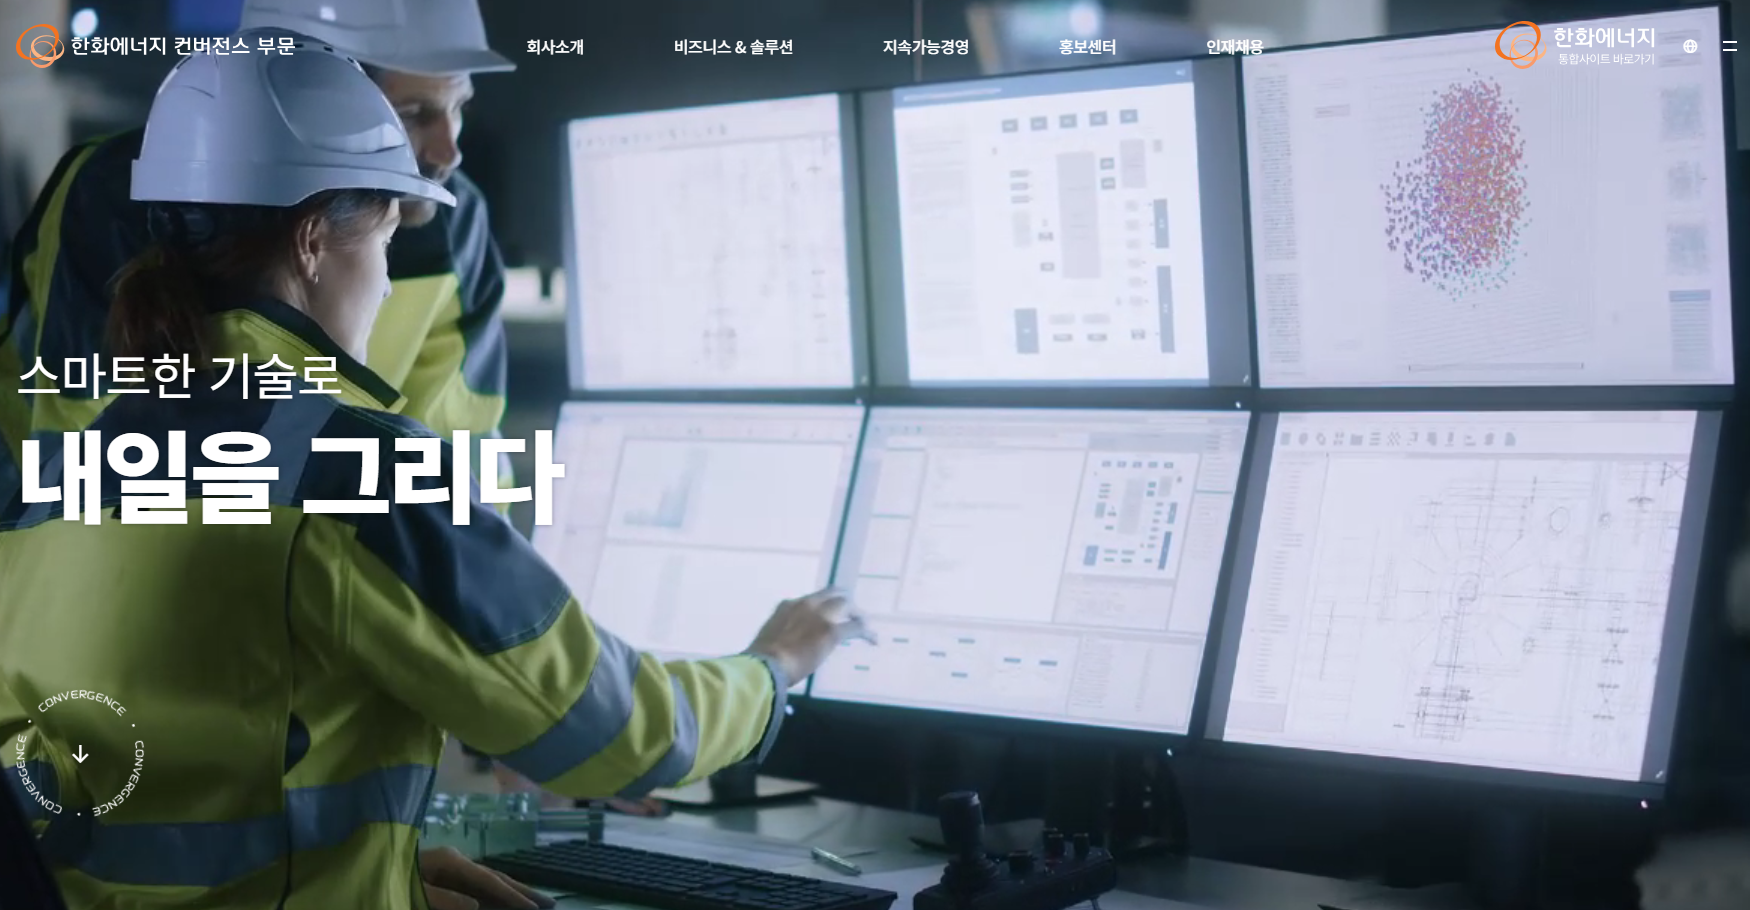 한화에너지 컨버전스 부문
회사소개
비즈니스 & 솔루션
지속가능경영
홍보센터
인재채용
한화에너지
통합사이트 바로가기
스마트한 기술로
내일을 그리다
CONVERGENCE • CONVERGENCE • CONVERGENCE •